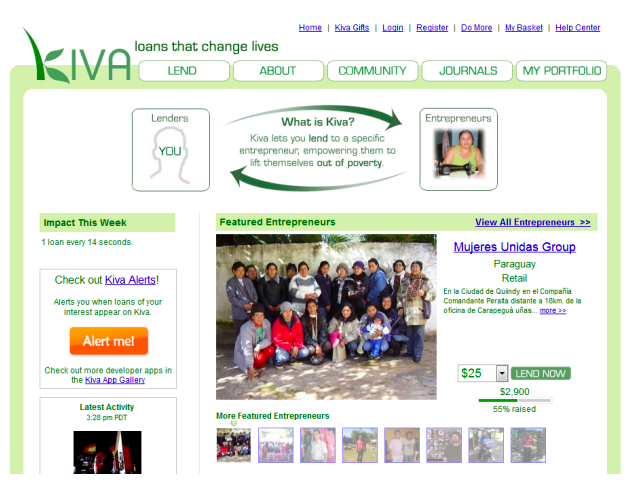 Home | Kiva Gifts | Login | Register | Do More | My Basket | Help Center
KIVA
loans that change lives
LEND
ABOUT
COMMUNITY
JOURNALS
MY PORTFOLIO
Lenders
YOU
What is Kiva?
Kiva lets you lend to a specific
entrepreneur, empowering them to
lift themselves out of poverty.
Entrepreneurs
Impact This Week
1 loan every 14 seconds.
Check out Kiva Alerts!
Alerts you when loans of your
interest appear on Kiva.
Alert me!
Check out more developer apps in
the Kiva App Gallery
Latest Activity
3:28 pm PDT
Featured Entrepreneurs
View All Entrepreneurs >>
Mujeres Unidas Group
Paraguay
Retail
En la Ciudad de Quiindy en el Compañía
Comandante Peralta distante a 18km. de la
oficina de Carapeguá uñas... more >>
$25
LEND NOW
$2,900
55% raised
More Featured Entrepreneurs